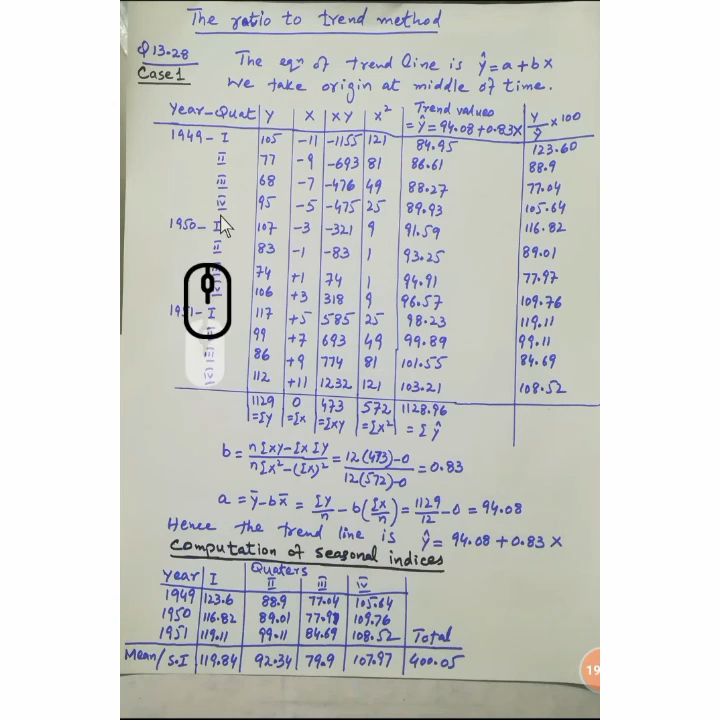 The ratio to trend method
Q 13.28 The eqn of trend line is Ŷ = a + bx
Case 1 We take origin at middle of time.
Year-Quat Y X XY X² Trend values = Ŷ = 94.08 + 0.83X Y/Ŷ × 100
1949 - I 105 -11 -1155 121 84.95 123.60
II 77 -9 -693 81 86.61 88.9
III 68 -7 -476 49 88.27 77.04
IV 95 -5 -475 25 89.93 105.64
1950 - I 107 -3 -321 9 91.59 116.82
II 83 -1 -83 1 93.25 89.01
III 74 +1 74 1 94.91 77.97
IV 106 +3 318 9 96.57 109.76
1951 - I 117 +5 585 25 98.23 119.11
99 +7 693 49 99.89 99.11
III 86 +9 774 81 101.55 84.69
IV 112 +11 1232 121 103.21 108.52
1129 0 473 572 1128.96
=ΣY =Σx =Σxy =Σx² = ΣŶ
b = nΣxy - Σx ΣY / nΣx² - (Σx)² = 12(473)-0 / 12(572)-0 = 0.83
a = Ȳ - bX̄ = ΣY/n - b(Σx/n) = 1129/12 - 0 = 94.08
Hence the trend line is Ŷ = 94.08 + 0.83 X
Computation of seasonal indices
Quaters
Year I II III IV
1949 123.6 88.9 77.04 105.64
1950 116.82 89.01 77.97 109.76
1951 119.11 99.11 84.69 108.52 Total
Mean/S.I 119.84 92.34 79.9 107.97 400.05
19